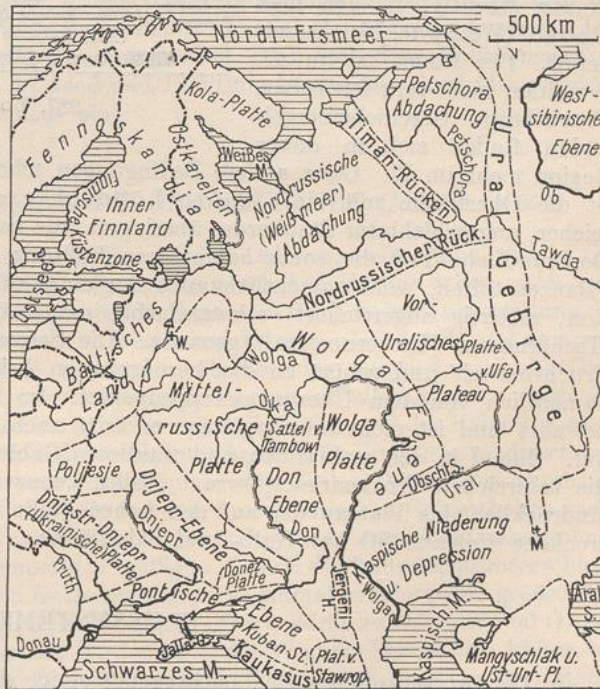 500 km
Nördl. Eismeer
Kola-Platte
Petschora
Abdachung
West-
sibirische
Ebene
Fennoskandia
Ostkarelien
Weißes
M.
Nordrussische
(Weißmeer)
Abdachung
Timan-Rücken
Petschora
Ural Gebirge
Ob
Inner
Finnland
Finnische Küstenzone
Nordrussischer Rück
Tawda
Ostsee
Baltisches
Land
W.
Wolga
Wolga-Ebene
Vor-
Uralisches
Plateau
Platte
v. Ufa
Mittel-
russische
Platte
Oka
Sattel v.
Tambow
Wolga
Platte
Don
Ebene
Don
Obscht. S.
Ural
Poljesje
Dnjepr-Ebene
Dnjepr
Dnjestr-Dnjepr
(Ukrainische) Platte
Kaspische Niederung
u. Depression
M
Pruth
Donez
Platte
Pontische
Ebene
Jergeni
H.
Wolga
Aral
S.
Donau
Jaila-Geb.
Kuban-St.
Schwarzes M.
Kaukasus
Plat. v.
Stawrop.
Kaspisch. M.
Mangyschlak u.
Ust-Urt-Pl.